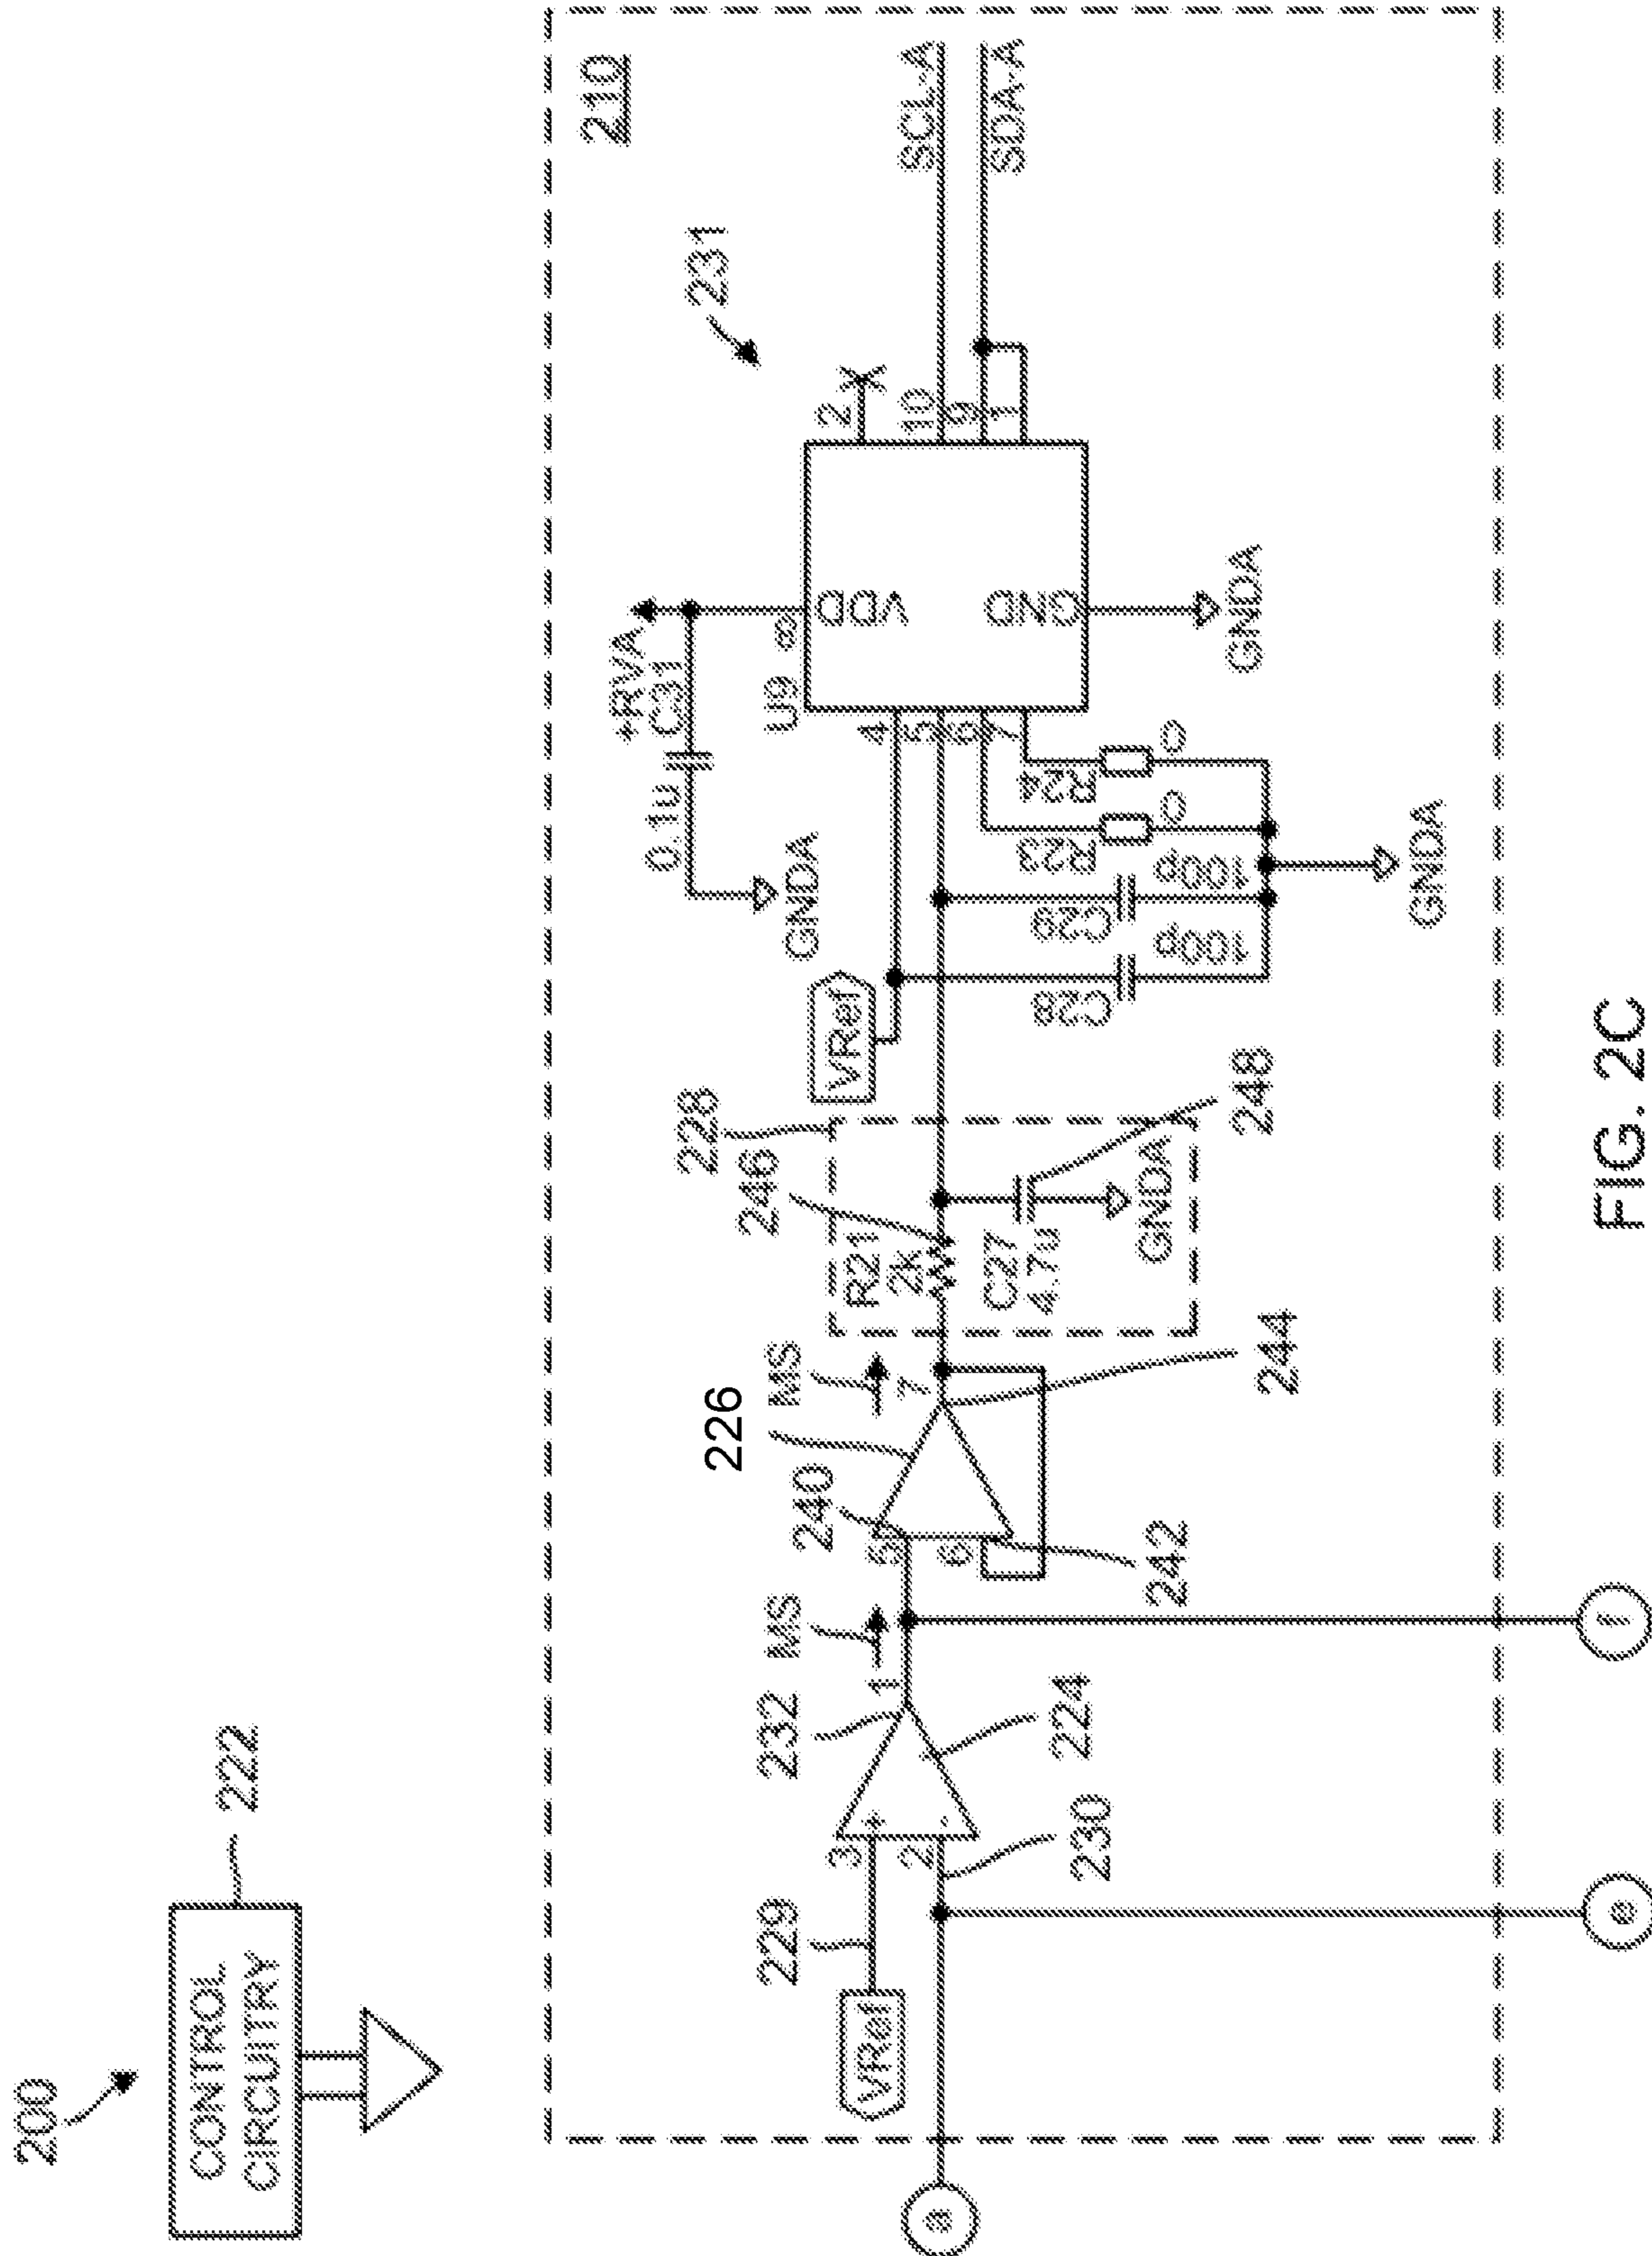 200
CONTROL
CIRCUITRY
222
210
+RVA
C31
0.1u
GNDA
231
U9
8
VDD
GND
2
X
10
9
1
SCL-A
SDA-A
4
5
6
7
GNDA
VRef
R24
0
R23
0
C29
100p
C28
100p
GNDA
228
246
R21
2k
C27
4.7u
GNDA
248
226
MS
7
240
5
6
242
244
MS
1
232
224
3
+
2
-
229
230
VRef
a
e
f
FIG. 2C